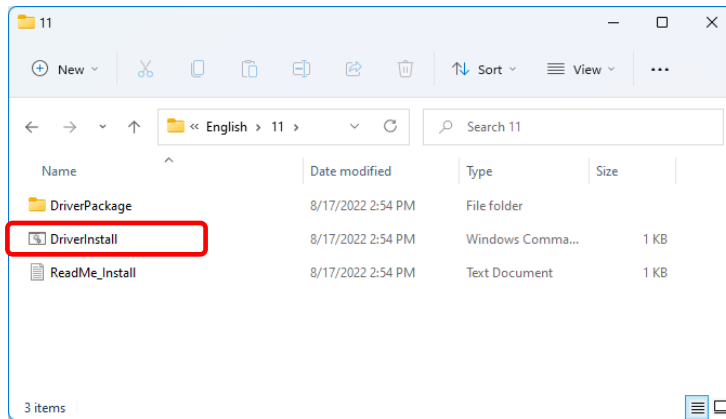 11
New Sort View ...
« English > 11 > Search 11
Name Date modified Type Size
DriverPackage 8/17/2022 2:54 PM File folder
DriverInstall 8/17/2022 2:54 PM Windows Comma... 1 KB
ReadMe_Install 8/17/2022 2:54 PM Text Document 1 KB
3 items